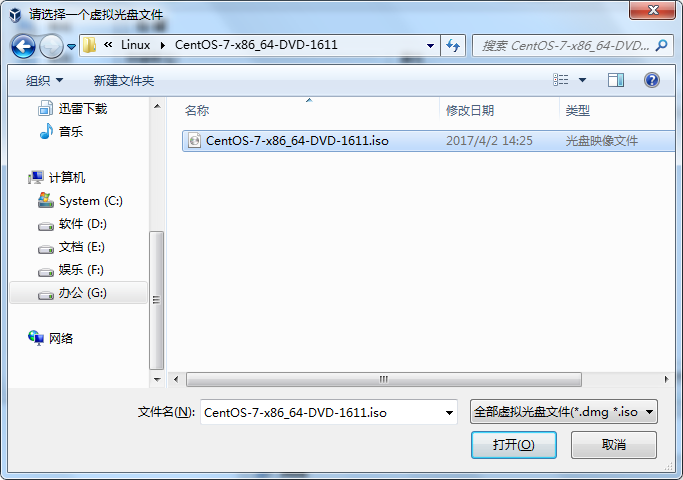 请选择一个虚拟光盘文件
« Linux CentOS-7-x86_64-DVD-1611
搜索 CentOS-7-x86_64-DVD...
组织 新建文件夹
迅雷下载
音乐
计算机
System (C:)
软件 (D:)
文档 (E:)
娱乐 (F:)
办公 (G:)
网络
名称 修改日期 类型
CentOS-7-x86_64-DVD-1611.iso 2017/4/2 14:25 光盘映像文件
文件名(N): CentOS-7-x86_64-DVD-1611.iso 全部虚拟光盘文件(*.dmg *.iso
打开(O) 取消